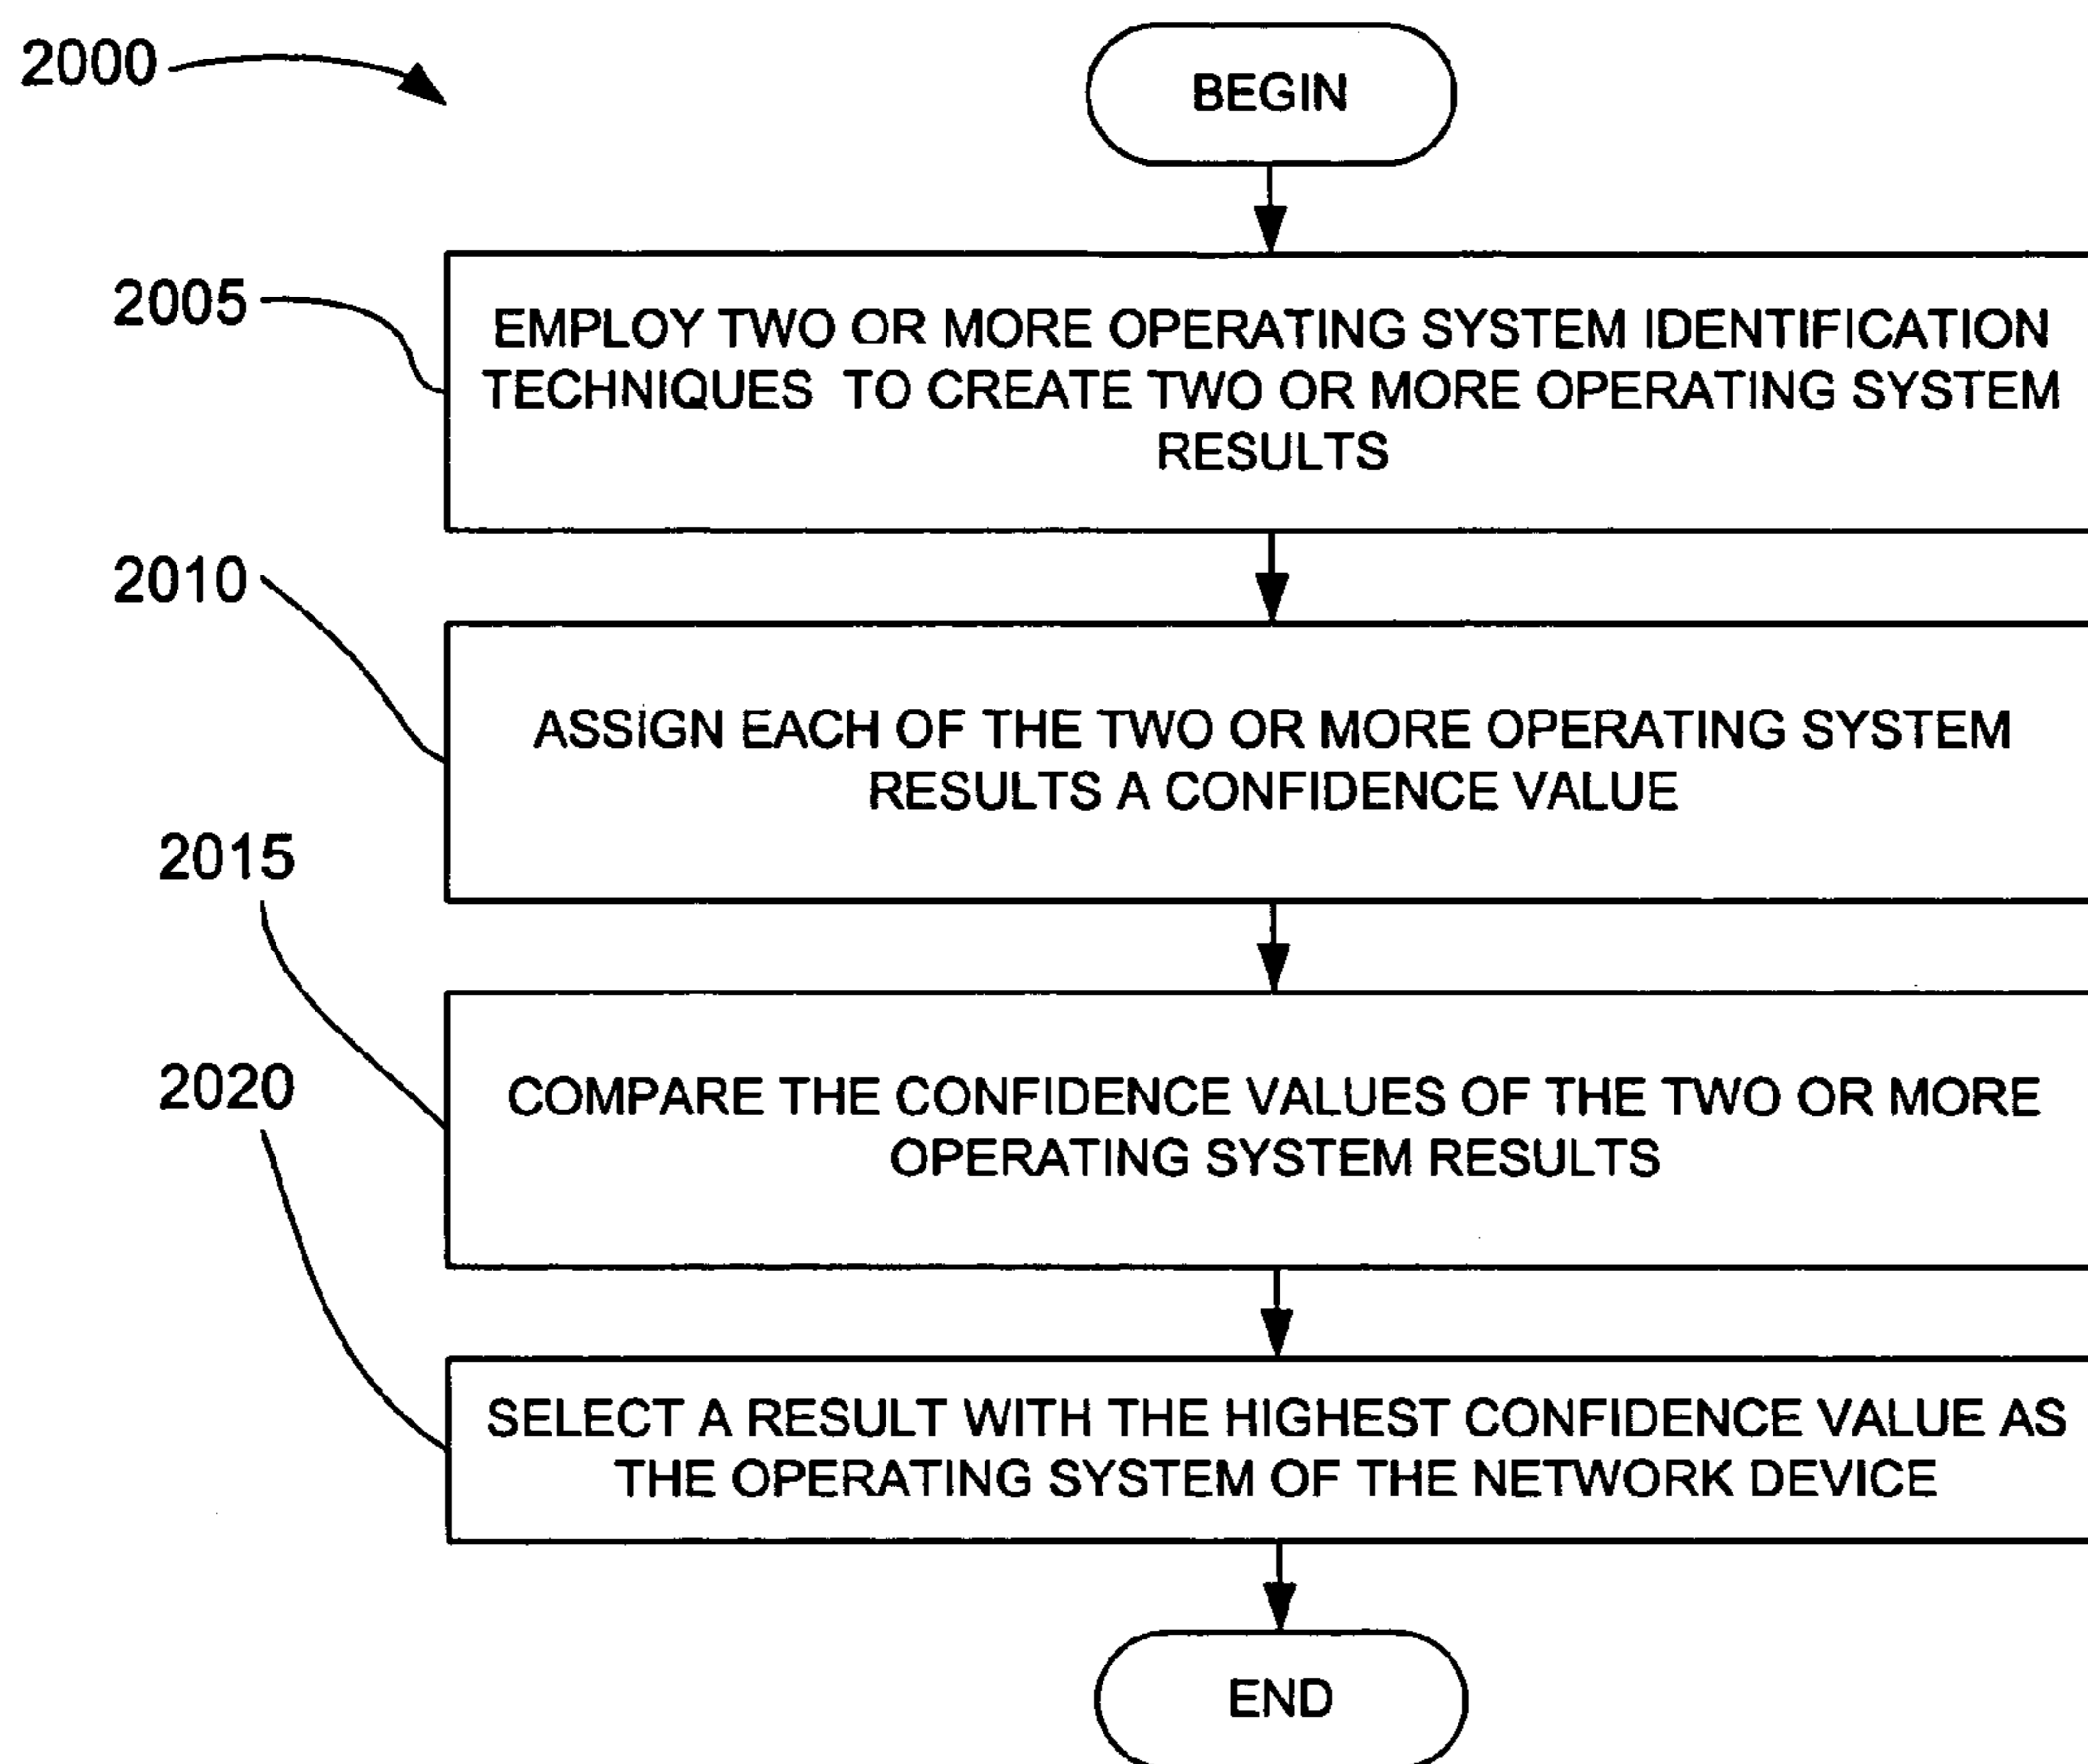 2000
BEGIN
2005
EMPLOY TWO OR MORE OPERATING SYSTEM IDENTIFICATION
TECHNIQUES TO CREATE TWO OR MORE OPERATING SYSTEM
RESULTS
2010
ASSIGN EACH OF THE TWO OR MORE OPERATING SYSTEM
RESULTS A CONFIDENCE VALUE
2015
COMPARE THE CONFIDENCE VALUES OF THE TWO OR MORE
OPERATING SYSTEM RESULTS
2020
SELECT A RESULT WITH THE HIGHEST CONFIDENCE VALUE AS
THE OPERATING SYSTEM OF THE NETWORK DEVICE
END